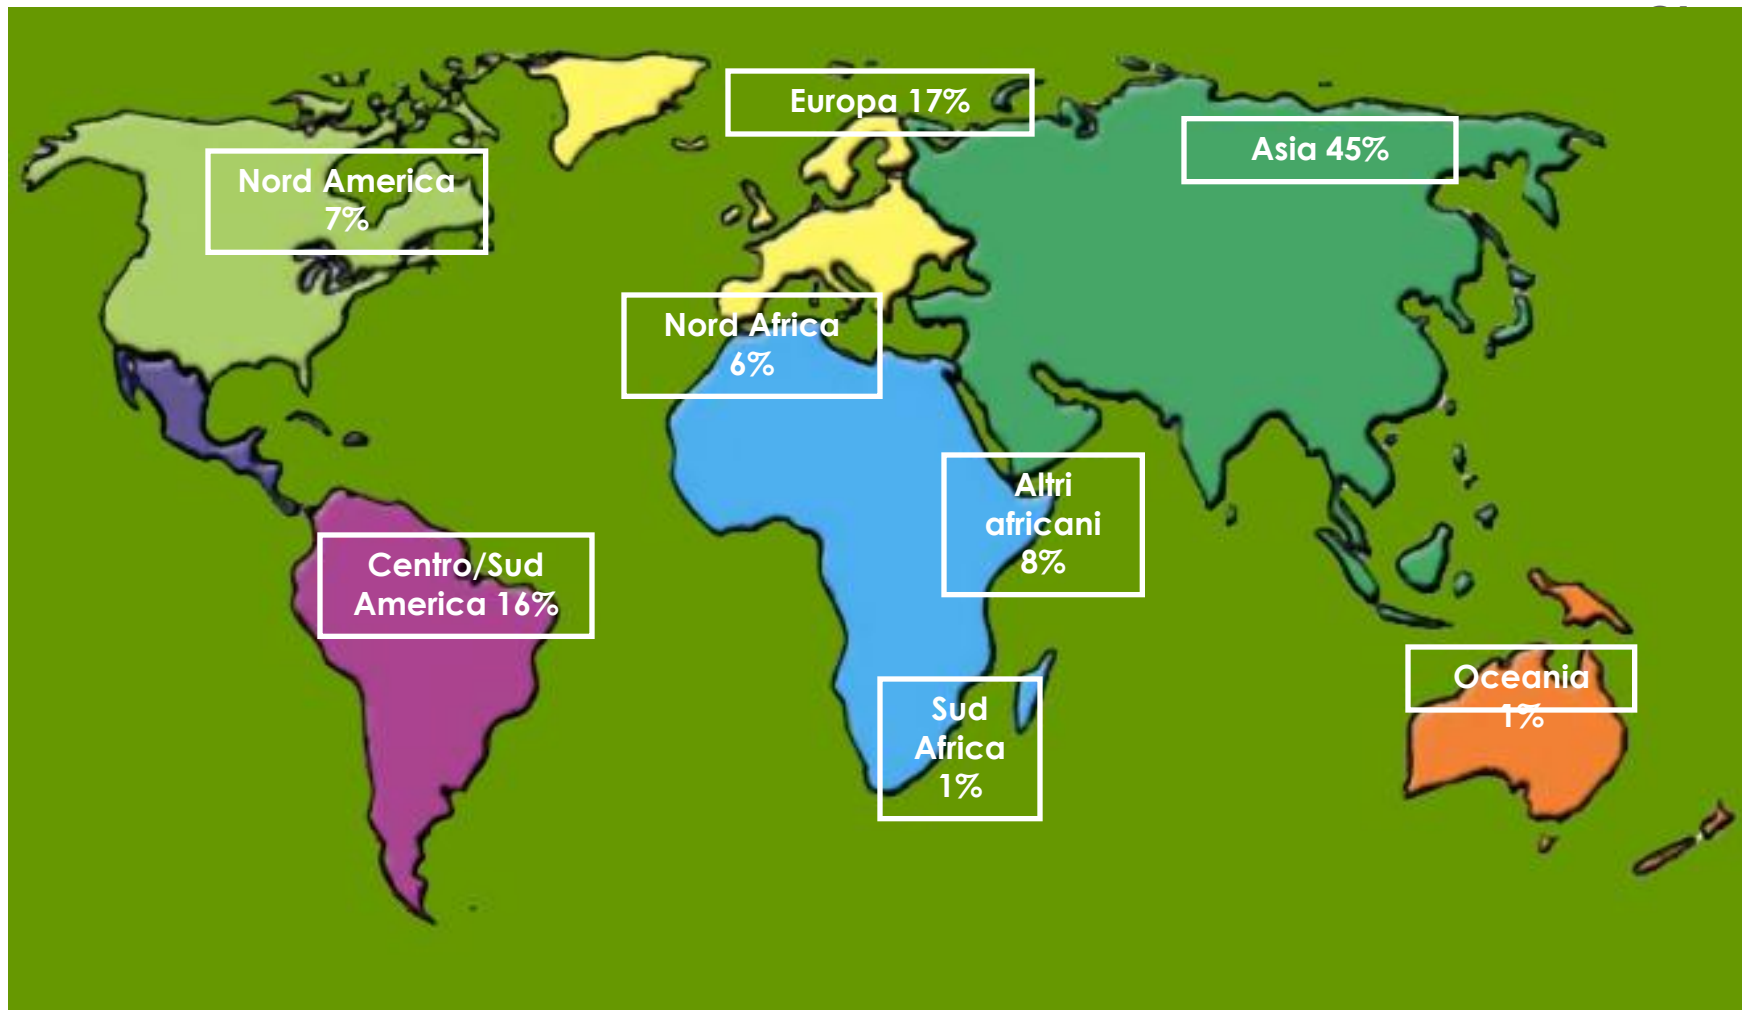 Europa 17%
Asia 45%
Nord America
7%
Nord Africa
6%
Altri
africani
8%
Centro/Sud
America 16%
Oceania
1%
Sud
Africa
1%